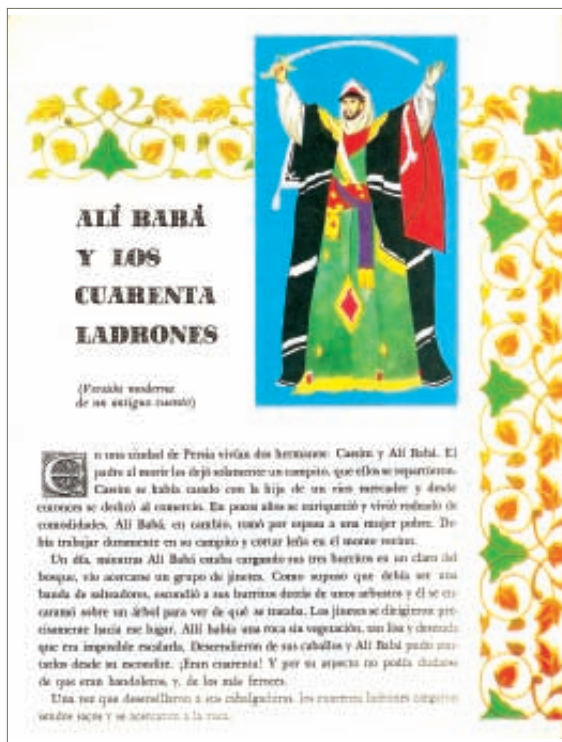 ALÍ BABÁ
Y LOS
CUARENTA
LADRONES
(Versión moderna
de un antiguo cuento)
En una ciudad de Persia vivían dos hermanos: Cassim y Alí Babá. El
padre al morir les dejó solamente un campito, que ellos se repartieron.
Cassim se había casado con la hija de un rico mercader y desde
entonces se dedicó al comercio. En pocos años se enriqueció y vivió rodeado de
comodidades. Alí Babá, en cambio, tomó por esposa a una mujer pobre. De-
bía trabajar duramente en su campito y cortar leña en el monte vecino.
Un día, mientras Alí Babá estaba cargando sus tres burritos en un claro del
bosque, vio acercarse un grupo de jinetes. Como supuso que debía ser una
banda de salteadores, escondió a sus burritos detrás de unos arbustos y él se en-
caramó sobre un árbol para ver de qué se trataba. Los jinetes se dirigieron pre-
cisamente hacia ese lugar. Allí había una roca sin vegetación, tan lisa y desnuda
que era imposible escalarla. Descendieron de sus caballos y Alí Babá pudo con-
tarlos desde su escondite. ¡Eran cuarenta! Y por su aspecto no podía dudarse
de que eran bandoleros, y, de los más feroces.
Una vez que desensillaron a sus cabalgaduras, los cuarenta ladrones cargaron
sendos sacos y se acercaron a la roca.